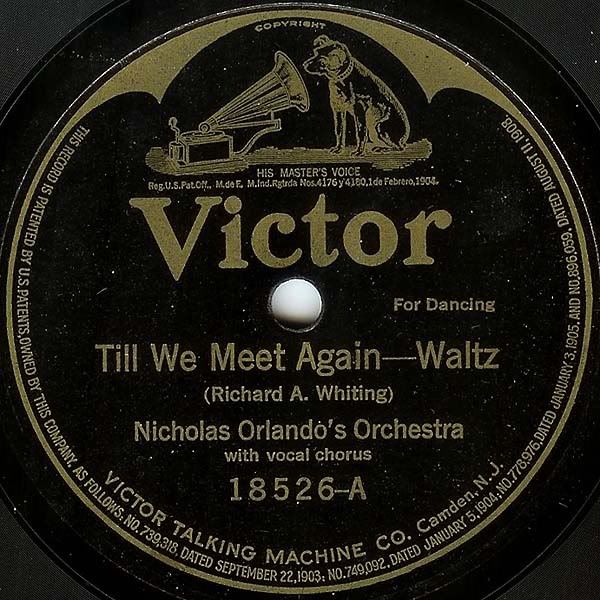 COPYRIGHT
HIS MASTER'S VOICE
Reg.U.S.Pat.Off., M.de F., M.Ind.Rgtrda Nos.4176 y 4180, 1 de Febrero, 1904.
Victor
For Dancing
Till We Meet Again—Waltz
(Richard A. Whiting)
Nicholas Orlando's Orchestra
with vocal chorus
18526-A
VICTOR TALKING MACHINE CO. Camden, N.J.
THIS RECORD IS PATENTED BY U.S. PATENTS, OWNED BY THIS COMPANY, AS FOLLOWS: NO. 739,318, DATED SEPTEMBER 22, 1903: NO. 749,092, DATED JANUARY 5, 1904: NO. 778,976, DATED JANUARY 3, 1905, AND NO. 896,059, DATED AUGUST 11, 1908